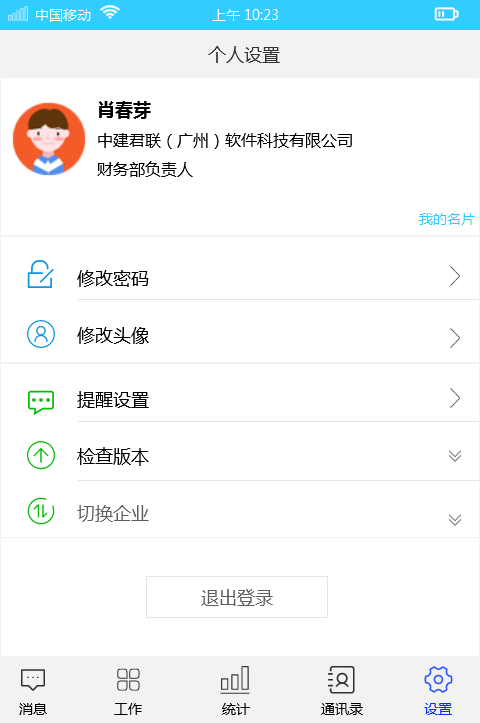 中国移动 上午 10:23
个人设置
肖春芽
中建君联（广州）软件科技有限公司
财务部负责人
我的名片
修改密码
修改头像
提醒设置
检查版本
切换企业
退出登录
消息 工作 统计 通讯录 设置